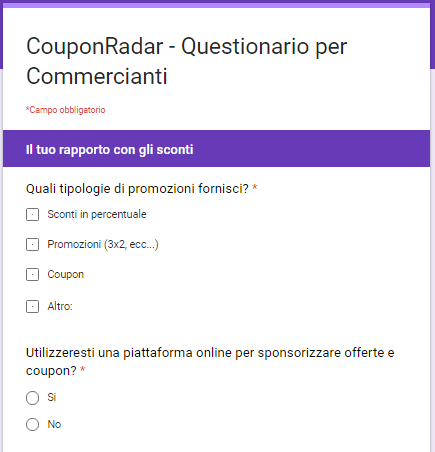 CouponRadar - Questionario per
Commercianti
*Campo obbligatorio
Il tuo rapporto con gli sconti
Quali tipologie di promozioni fornisci? *
Sconti in percentuale
Promozioni (3x2, ecc...)
Coupon
Altro:
Utilizzeresti una piattaforma online per sponsorizzare offerte e
coupon? *
Si
No